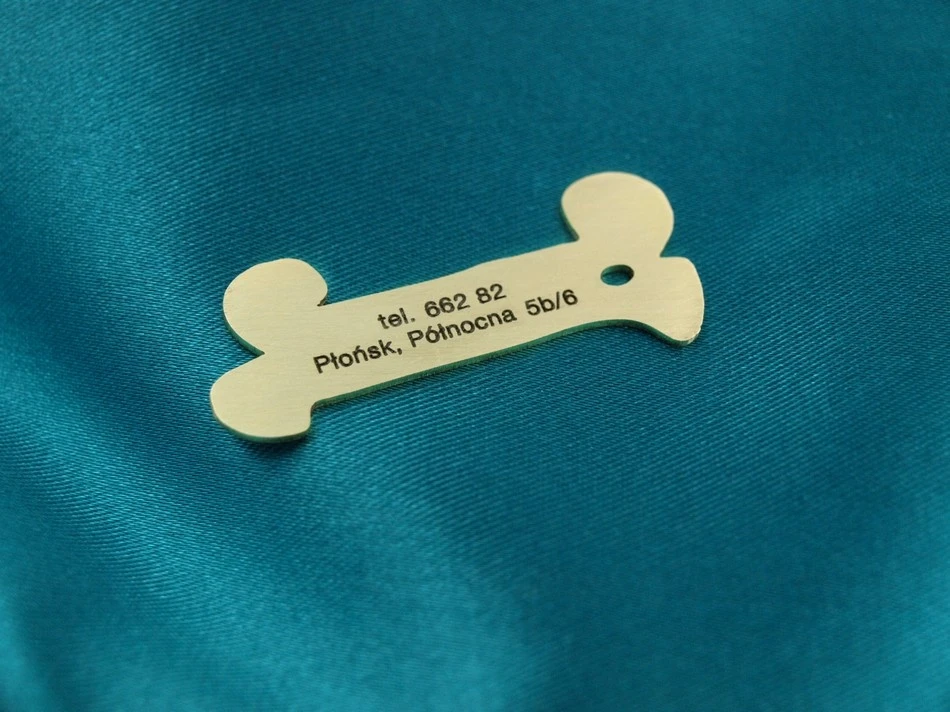 tel. 662 82
Płońsk, Północna 5b/6